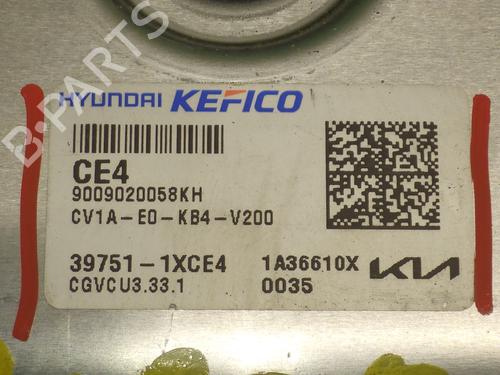 B-PARTS
HYUNDAI KEFICO
CE4
9009020058KH
CV1A-E0-KB4-V200
39751-1XCE4 1A36610X KIA
CGVCU3.33.1 0035